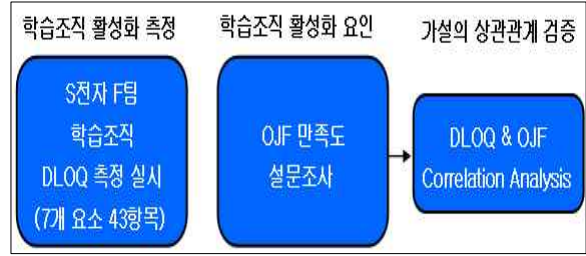 학습조직 활성화 측정
S전자 F팀
학습조직
DLOQ 측정 실시
(7개 요소 43항목)
학습조직 활성화 요인
OJF 만족도
설문조사
가설의 상관관계 검증
DLOQ & OJF
Correlation Analysis